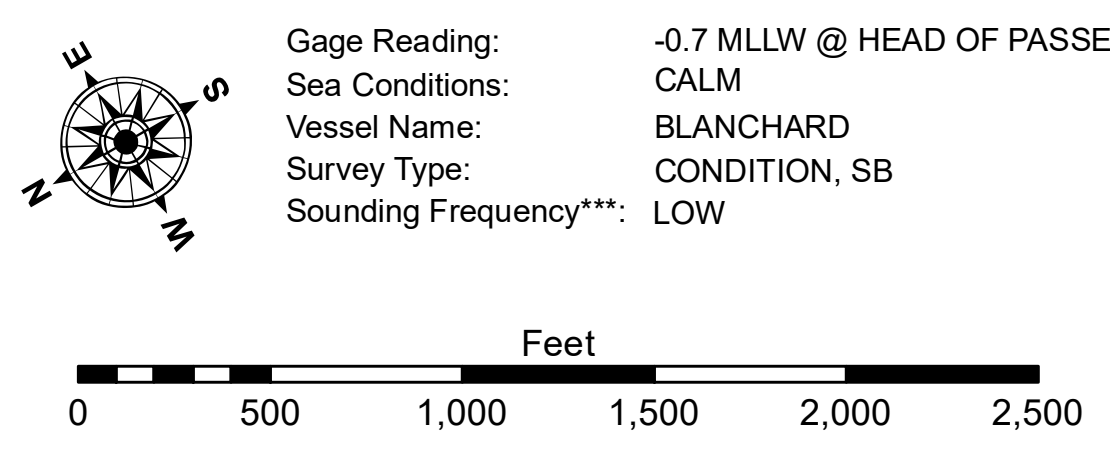 E
S
N
W
Gage Reading: -0.7 MLLW @ HEAD OF PASSE
Sea Conditions: CALM
Vessel Name: BLANCHARD
Survey Type: CONDITION, SB
Sounding Frequency***: LOW
Feet
0 500 1,000 1,500 2,000 2,500